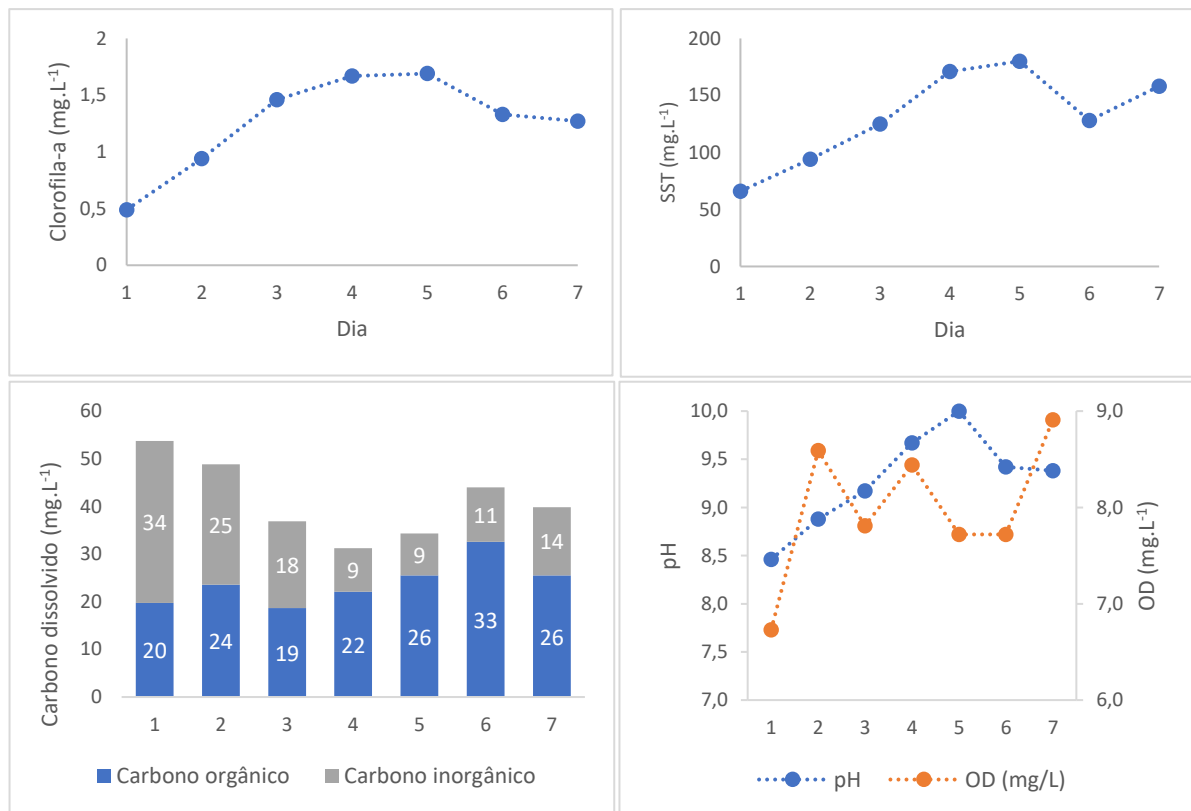 2
1,5
1
0,5
0
Clorofila-a (mg.L⁻¹)
1 2 3 4 5 6 7
Dia
200
150
100
50
0
SST (mg.L⁻¹)
1 2 3 4 5 6 7
Dia
60
50
40
30
20
10
0
Carbono dissolvido (mg.L⁻¹)
34 25 18 9 9 11 14
20 24 19 22 26 33 26
1 2 3 4 5 6 7
Carbono orgânico Carbono inorgânico
10,0
9,5
9,0
8,5
8,0
7,5
7,0
pH
9,0
8,0
7,0
6,0
OD (mg.L⁻¹)
1 2 3 4 5 6 7
pH OD (mg/L)